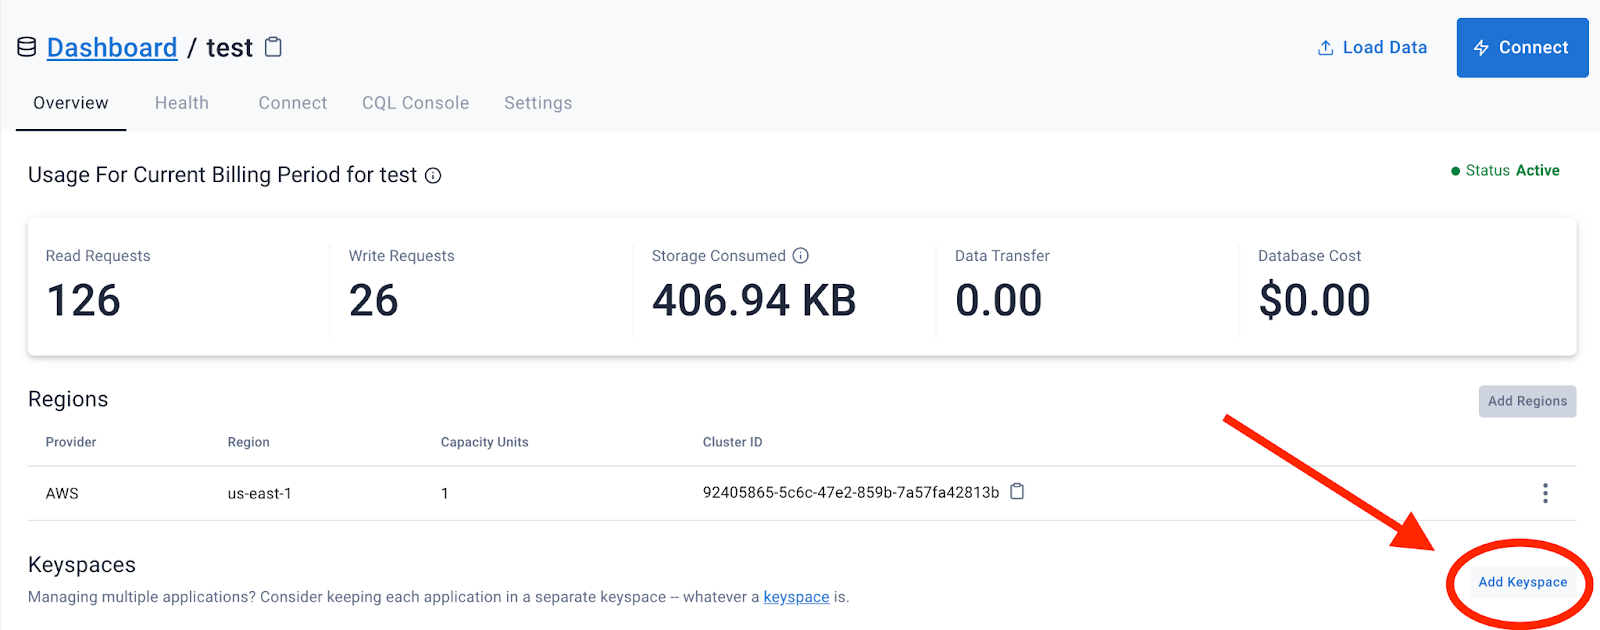 Dashboard / test
Load Data
Connect
Overview Health Connect CQL Console Settings
Usage For Current Billing Period for test
Status Active
Read Requests Write Requests Storage Consumed Data Transfer Database Cost
126 26 406.94 KB 0.00 $0.00
Regions
Add Regions
Provider Region Capacity Units Cluster ID
AWS us-east-1 1 92405865-5c6c-47e2-859b-7a57fa42813b
Keyspaces
Add Keyspace
Managing multiple applications? Consider keeping each application in a separate keyspace -- whatever a keyspace is.